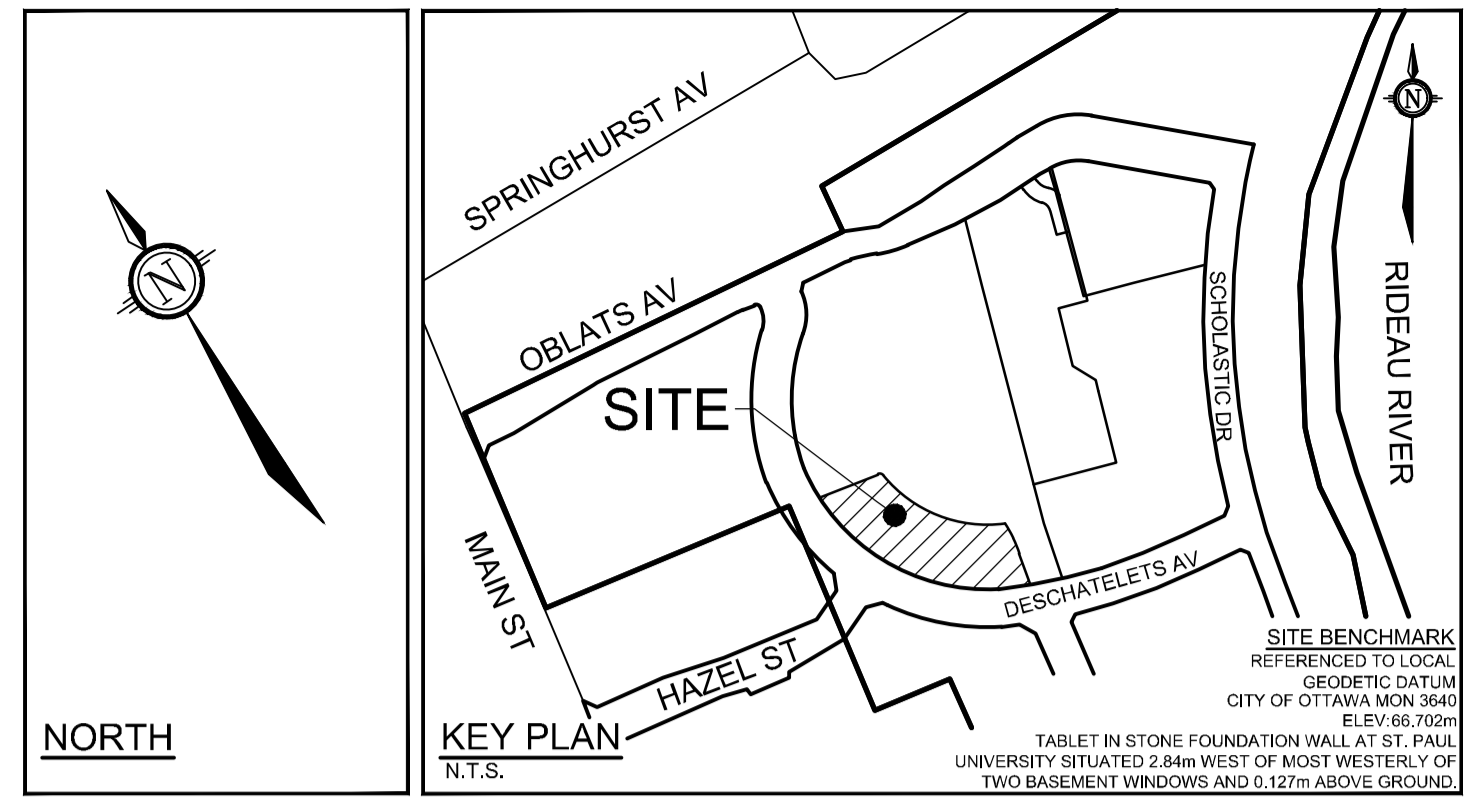 N
NORTH
SPRINGHURST AV
N
OBLATS AV
SCHOLASTIC DR
RIDEAU RIVER
SITE
MAIN ST
DESCHATELETS AV
HAZEL ST
KEY PLAN
N.T.S.
SITE BENCHMARK
REFERENCED TO LOCAL
GEODETIC DATUM
CITY OF OTTAWA MON 3640
ELEV:66.702m
TABLET IN STONE FOUNDATION WALL AT ST. PAUL
UNIVERSITY SITUATED 2.84m WEST OF MOST WESTERLY OF
TWO BASEMENT WINDOWS AND 0.127m ABOVE GROUND.